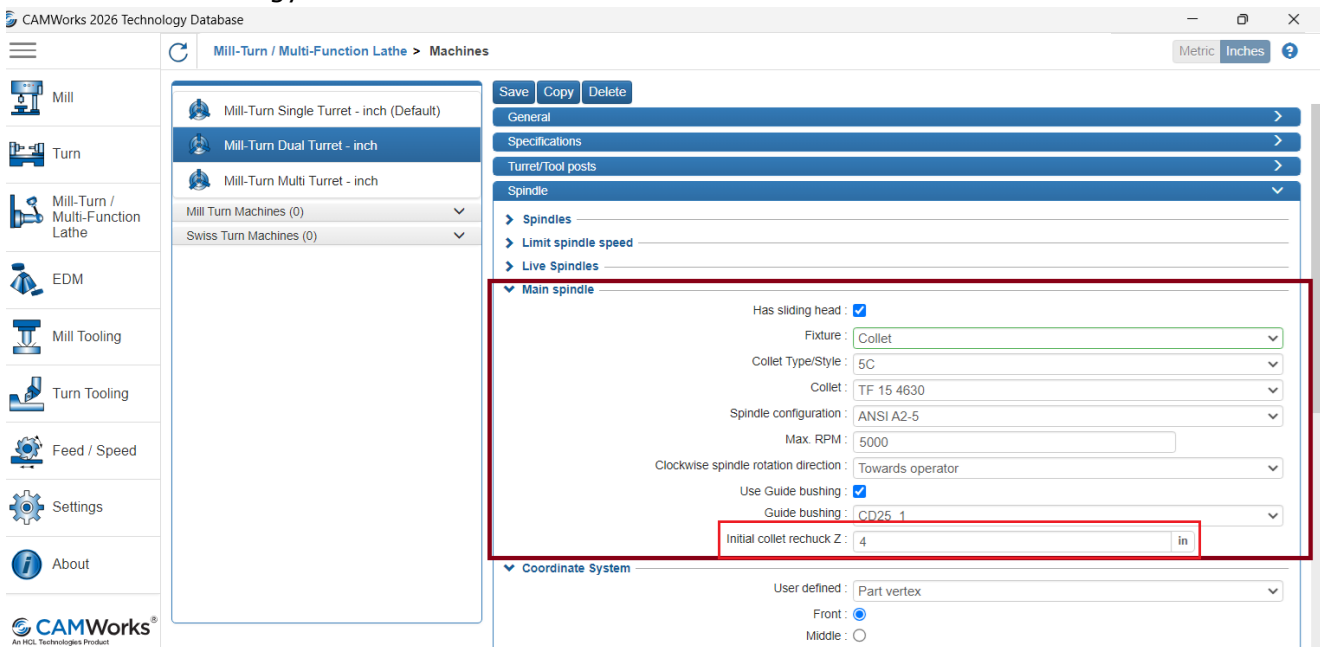 CAMWorks 2026 Technology Database
Mill-Turn / Multi-Function Lathe > Machines
Metric Inches
Mill
Turn
Mill-Turn /
Multi-Function
Lathe
EDM
Mill Tooling
Turn Tooling
Feed / Speed
Settings
About
CAMWorks®
An HCL Technologies Product
Mill-Turn Single Turret - inch (Default)
Mill-Turn Dual Turret - inch
Mill-Turn Multi Turret - inch
Mill Turn Machines (0)
Swiss Turn Machines (0)
Save Copy Delete
General
Specifications
Turret/Tool posts
Spindle
Spindles
Limit spindle speed
Live Spindles
Main spindle
Has sliding head :
Fixture : Collet
Collet Type/Style : 5C
Collet : TF 15 4630
Spindle configuration : ANSI A2-5
Max. RPM : 5000
Clockwise spindle rotation direction : Towards operator
Use Guide bushing :
Guide bushing : CD25_1
Initial collet rechuck Z : 4 in
Coordinate System
User defined : Part vertex
Front :
Middle :